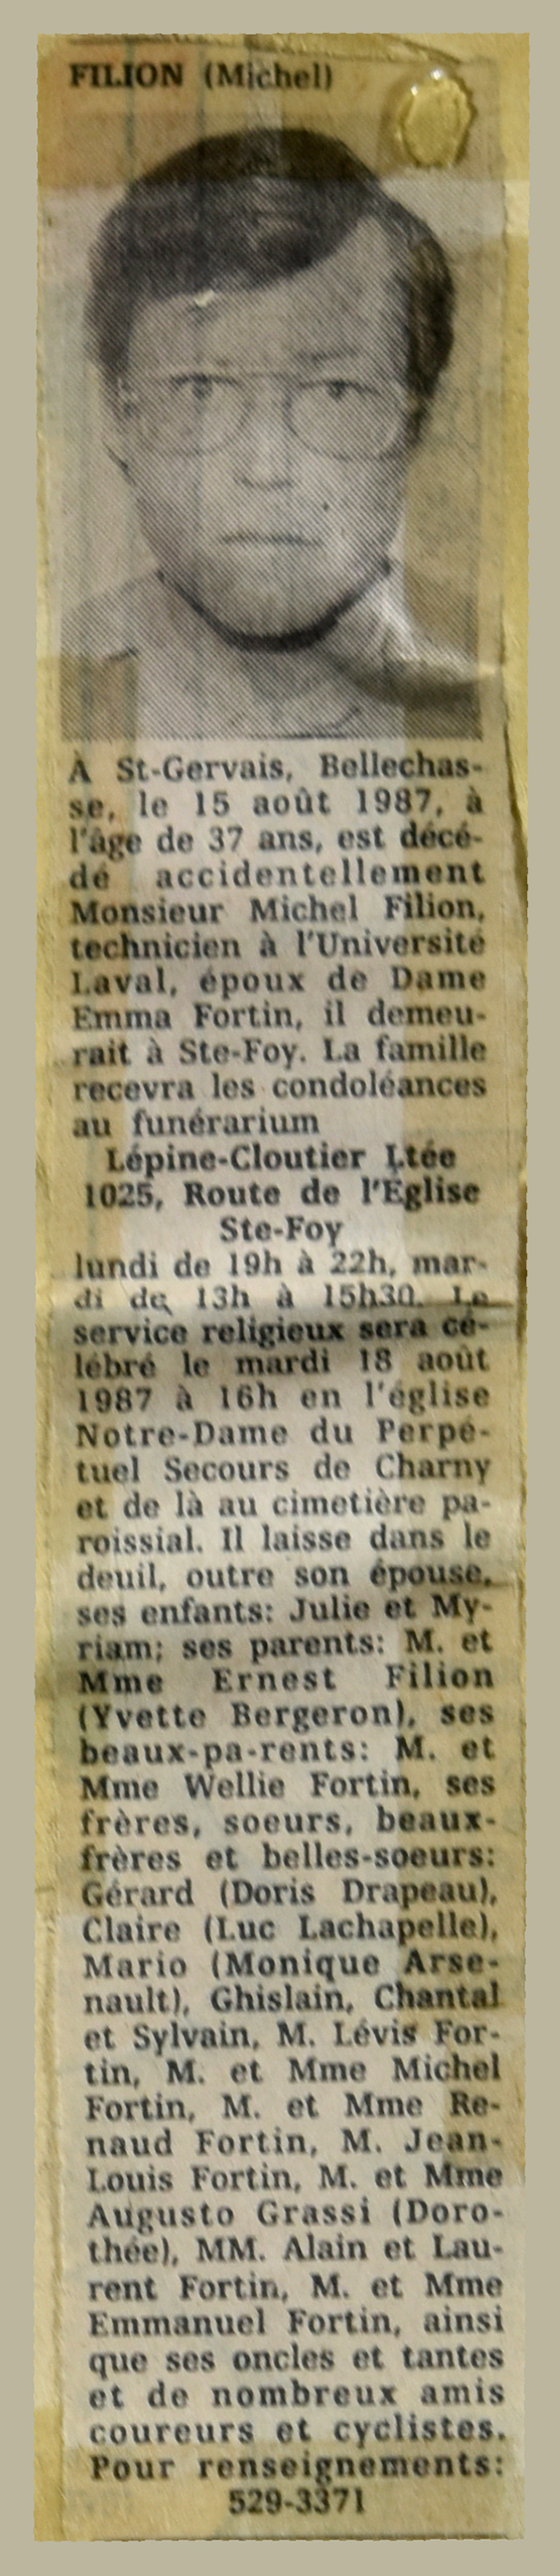 FILION (Michel)
À St-Gervais, Bellechas-
se, le 15 août 1987, à
l'âge de 37 ans, est décé-
dé accidentellement
Monsieur Michel Filion,
technicien à l'Université
Laval, époux de Dame
Emma Fortin, il demeu-
rait à Ste-Foy. La famille
recevra les condoléances
au funérarium
Lépine-Cloutier Ltée
1025, Route de l'Église
Ste-Foy
lundi de 19h à 22h, mar-
di de 13h à 15h30. Le
service religieux sera cé-
lébré le mardi 18 août
1987 à 16h en l'église
Notre-Dame du Perpé-
tuel Secours de Charny
et de là au cimetière pa-
roissial. Il laisse dans le
deuil, outre son épouse,
ses enfants: Julie et My-
riam; ses parents: M. et
Mme Ernest Filion
(Yvette Bergeron), ses
beaux-pa-rents: M. et
Mme Wellie Fortin, ses
frères, soeurs, beaux-
frères et belles-soeurs:
Gérard (Doris Drapeau),
Claire (Luc Lachapelle),
Mario (Monique Arse-
nault), Ghislain, Chantal
et Sylvain, M. Lévis For-
tin, M. et Mme Michel
Fortin, M. et Mme Re-
naud Fortin, M. Jean-
Louis Fortin, M. et Mme
Augusto Grassi (Doro-
thée), MM. Alain et Lau-
rent Fortin, M. et Mme
Emmanuel Fortin, ainsi
que ses oncles et tantes
et de nombreux amis
coureurs et cyclistes.
Pour renseignements:
529-3371